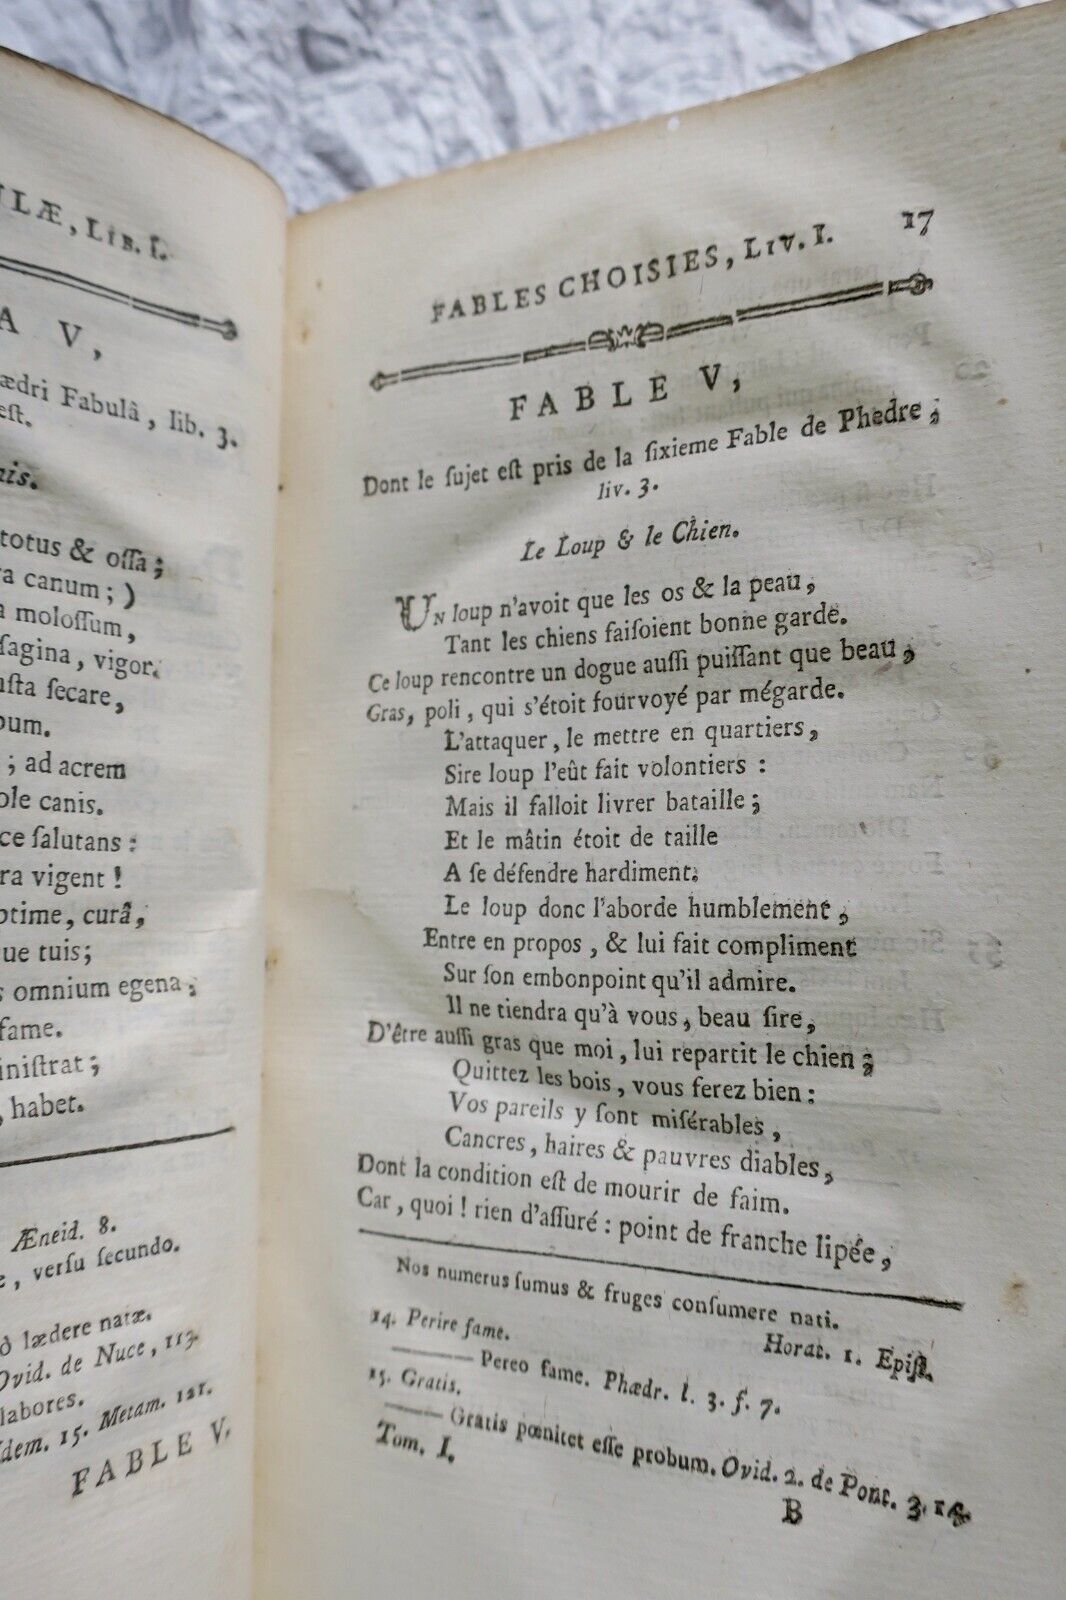 LÆ, LIB. I.
A V,
ædri Fabulâ, lib. 3.
eſt.
nis.
totus & oſſa;
a canum; )
a moloſſum,
ſagina, vigor.
ſta ſecare,
; ad acrem
ole canis.
ce ſalutans:
ra vigent!
ptime, curâ,
ue tuis;
s omnium egena;
fame.
niſtrat;
, habet.
Æneid. 8.
e, verſu ſecundo.
ò lædere natæ.
Ovid. de Nuce, 113.
labores.
Idem. 15. Metam. 121.
FABLE V.
FABLES CHOISIES, LIV. I. 17
FABLE V,
Dont le ſujet eſt pris de la ſixieme Fable de Phedre,
liv. 3.
Le Loup & le Chien.
UN loup n'avoit que les os & la peau,
Tant les chiens faiſoient bonne garde.
Ce loup rencontre un dogue auſſi puiſſant que beau,
Gras, poli, qui s'étoit fourvoyé par mégarde.
L'attaquer, le mettre en quartiers,
Sire loup l'eût fait volontiers :
Mais il falloit livrer bataille;
Et le mâtin étoit de taille
A ſe défendre hardiment.
Le loup donc l'aborde humblement,
Entre en propos, & lui fait compliment
Sur ſon embonpoint qu'il admire.
Il ne tiendra qu'à vous, beau ſire,
D'être auſſi gras que moi, lui repartit le chien;
Quittez les bois, vous ferez bien :
Vos pareils y ſont miſérables,
Cancres, haires & pauvres diables,
Dont la condition eſt de mourir de faim.
Car, quoi ! rien d'aſſuré : point de franche lipée,
Nos numerus ſumus & fruges conſumere nati.
Horat. 1. Epiſt.
14. Perire fame.
Pereo fame. Phædr. l. 3. f. 7.
15. Gratis.
Gratis pœnitet eſſe probum. Ovid. 2. de Pont. 3. 14.
Tom. I. B